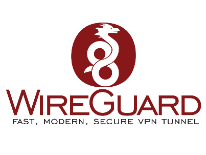 WIREGUARD
FAST, MODERN, SECURE VPN TUNNEL